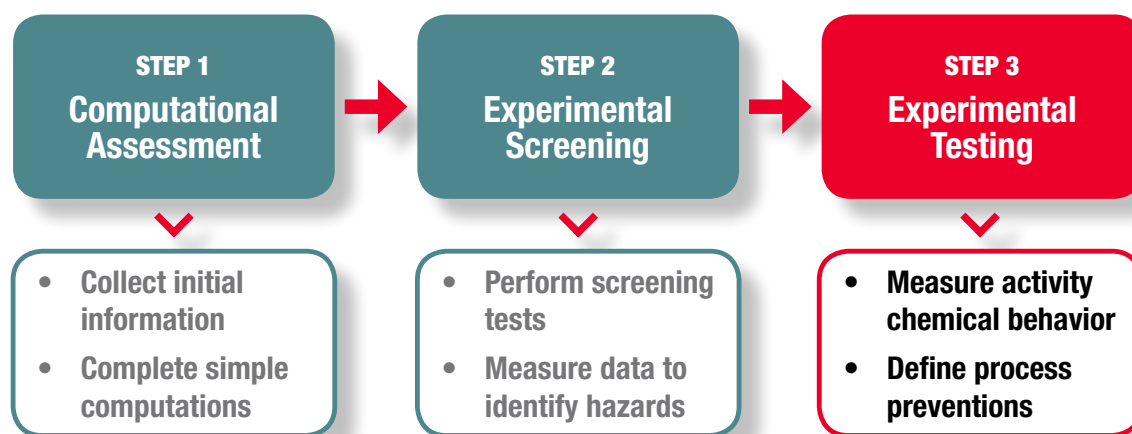 STEP 1
Computational
Assessment
STEP 2
Experimental
Screening
STEP 3
Experimental
Testing
• Collect initial
information
• Complete simple
computations
• Perform screening
tests
• Measure data to
identify hazards
• Measure activity
chemical behavior
• Define process
preventions